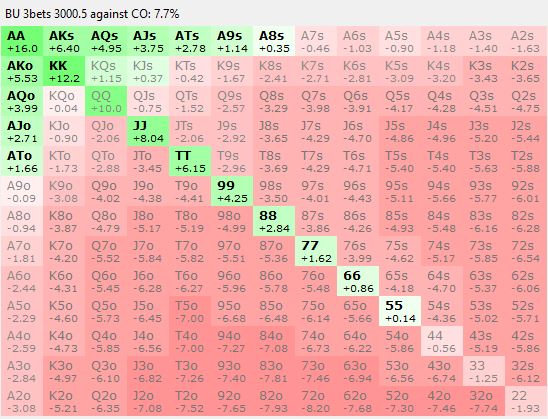 BU 3bets 3000.5 against CO: 7.7%
AA AKs AQs AJs ATs A9s A8s A7s A6s A5s A4s A3s A2s
+16.0 +6.40 +4.95 +3.75 +2.78 +1.14 +0.35 -0.46 -1.03 -0.90 -1.18 -1.40 -1.63
AKo KK KQs KJs KTs K9s K8s K7s K6s K5s K4s K3s K2s
+5.53 +12.2 +1.15 +0.37 -0.42 -1.67 -2.41 -2.71 -2.81 -3.09 -3.20 -3.43 -3.65
AQo KQo QQ QJs QTs Q9s Q8s Q7s Q6s Q5s Q4s Q3s Q2s
+3.99 -0.04 +10.0 -0.75 -1.52 -2.57 -3.29 -3.98 -3.91 -4.17 -4.28 -4.51 -4.75
AJo KJo QJo JJ JTs J9s J8s J7s J6s J5s J4s J3s J2s
+2.71 -0.90 -2.06 +8.04 -2.06 -2.92 -3.65 -4.29 -4.70 -4.86 -4.96 -5.20 -5.44
ATo KTo QTo JTo TT T9s T8s T7s T6s T5s T4s T3s T2s
+1.66 -1.73 -2.88 -3.45 +6.15 -2.96 -3.69 -4.29 -4.71 -5.40 -5.40 -5.63 -5.88
A9o K9o Q9o J9o T9o 99 98s 97s 96s 95s 94s 93s 92s
-0.09 -3.08 -4.02 -4.38 -4.41 +4.25 -3.50 -4.01 -4.43 -5.11 -5.66 -5.77 -6.01
A8o K8o Q8o J8o T8o 98o 88 87s 86s 85s 84s 83s 82s
-0.94 -3.87 -4.79 -5.17 -5.19 -4.99 +2.84 -3.86 -4.26 -4.93 -5.48 -6.16 -6.28
A7o K7o Q7o J7o T7o 97o 87o 77 76s 75s 74s 73s 72s
-1.81 -4.20 -5.52 -5.84 -5.82 -5.51 -5.36 +1.62 -3.99 -4.62 -5.17 -5.85 -6.54
A6o K6o Q6o J6o T6o 96o 86o 76o 66 65s 64s 63s 62s
-2.44 -4.31 -5.45 -6.28 -6.27 -5.96 -5.78 -5.48 +0.86 -4.18 -4.70 -5.37 -6.06
A5o K5o Q5o J5o T5o 95o 85o 75o 65o 55 54s 53s 52s
-2.29 -4.60 -5.73 -6.45 -7.00 -6.68 -6.48 -6.14 -5.66 +0.14 -4.36 -5.02 -5.71
A4o K4o Q4o J4o T4o 94o 84o 74o 64o 54o 44 43s 42s
-2.59 -4.73 -5.85 -6.56 -7.00 -7.27 -7.08 -6.73 -6.22 -5.86 -0.56 -5.19 -5.86
A3o K3o Q3o J3o T3o 93o 83o 73o 63o 53o 43o 33 32s
-2.84 -4.97 -6.10 -6.82 -7.26 -7.40 -7.81 -7.46 -6.94 -6.56 -6.74 -1.25 -6.12
A2o K2o Q2o J2o T2o 92o 82o 72o 62o 52o 42o 32o 22
-3.08 -5.21 -6.35 -7.08 -7.52 -7.65 -7.93 -8.20 -7.68 -7.30 -7.46 -7.74 -1.93